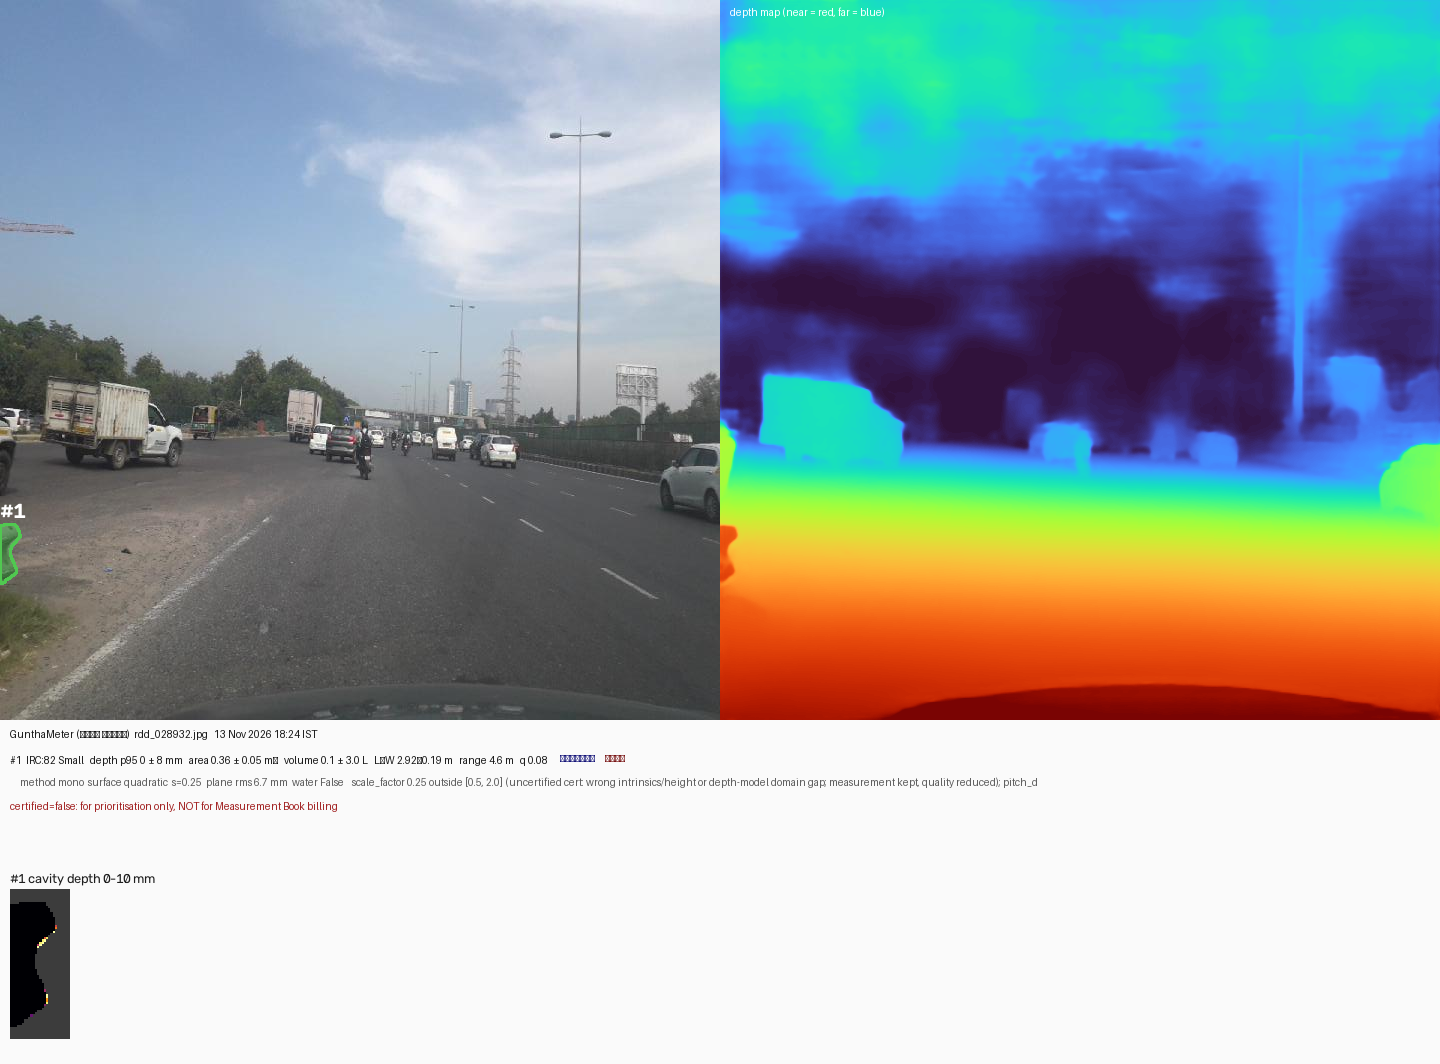 depth map (near = red, far = blue)
#1
GunthaMeter ( ) rdd_028932.jpg 13 Nov 2026 18:24 IST
#1 IRC:82 Small depth p95 0 ± 8 mm area 0.36 ± 0.05 m volume 0.1 ± 3.0 L L W 2.92 0.19 m range 4.6 m q 0.08
method mono surface quadratic s=0.25 plane rms 6.7 mm water False scale_factor 0.25 outside [0.5, 2.0] (uncertified cert: wrong intrinsics/height or depth-model domain gap; measurement kept, quality reduced); pitch_d
certified=false: for prioritisation only, NOT for Measurement Book billing
#1 cavity depth 0-10 mm